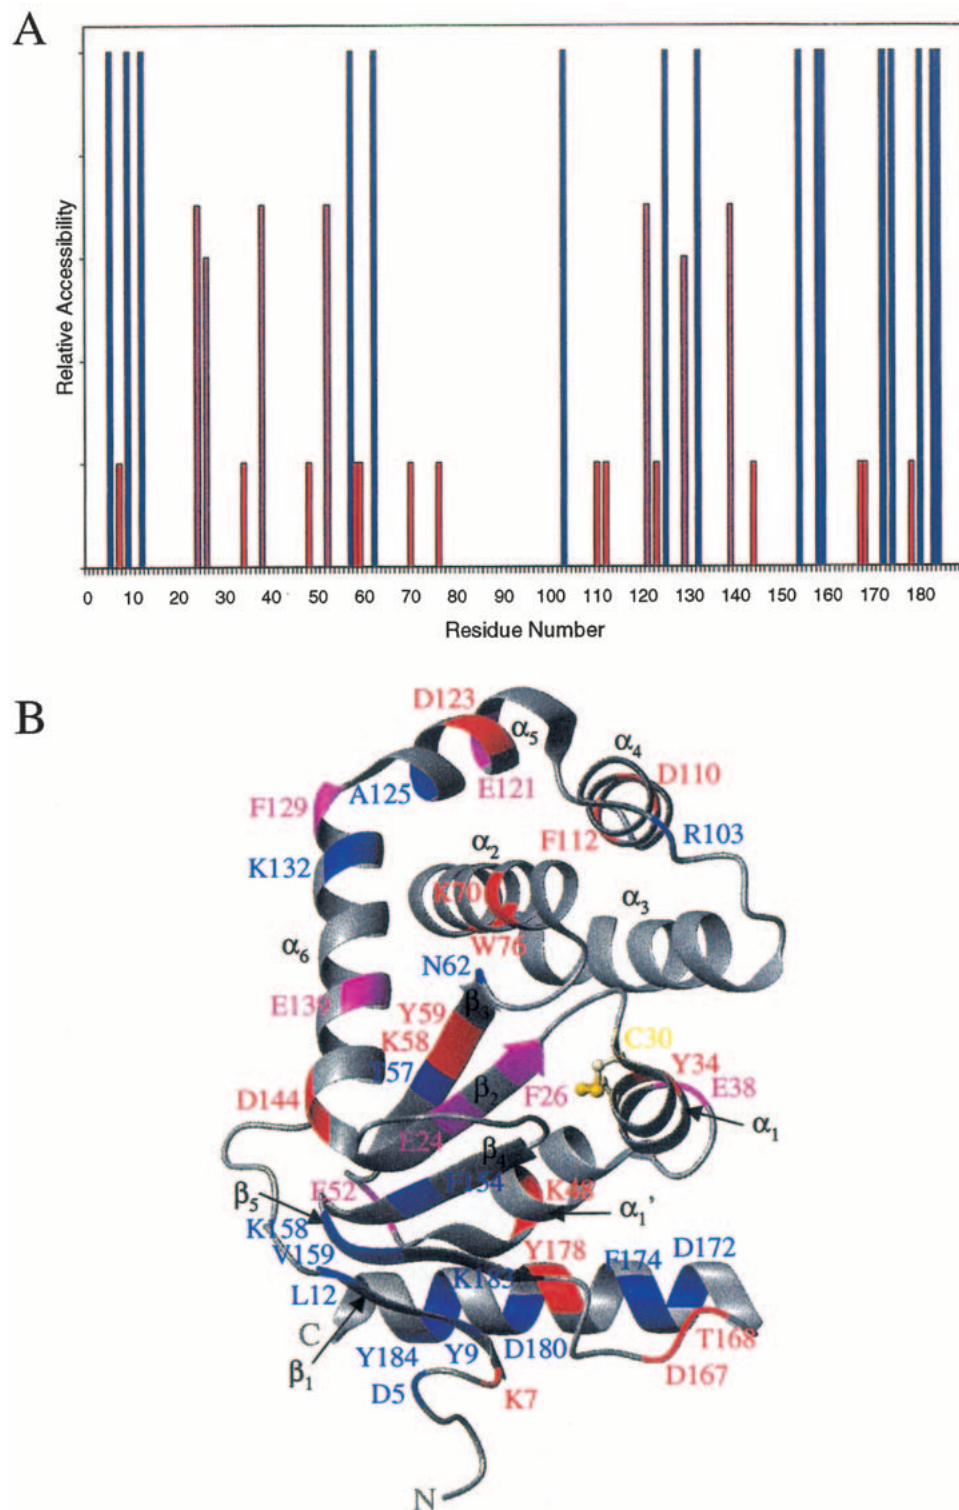 A
Relative Accessibility
0 10 20 30 40 50 60 70 80 90 100 110 120 130 140 150 160 170 180
Residue Number
B
D123
α5
α4
D110
E121
A125
F129
F112
R103
K132
α2
K70
α3
W76
α6
N62
E139
Y59
β3
K58
C30
Y34
E38
F26
β2
D144
α1
E24
β4
E52
K48
β5
α1'
K158
V159
Y178
F174
D172
K183
L12
C
T168
D180
Y184
Y9
D167
β1
D5
K7
N